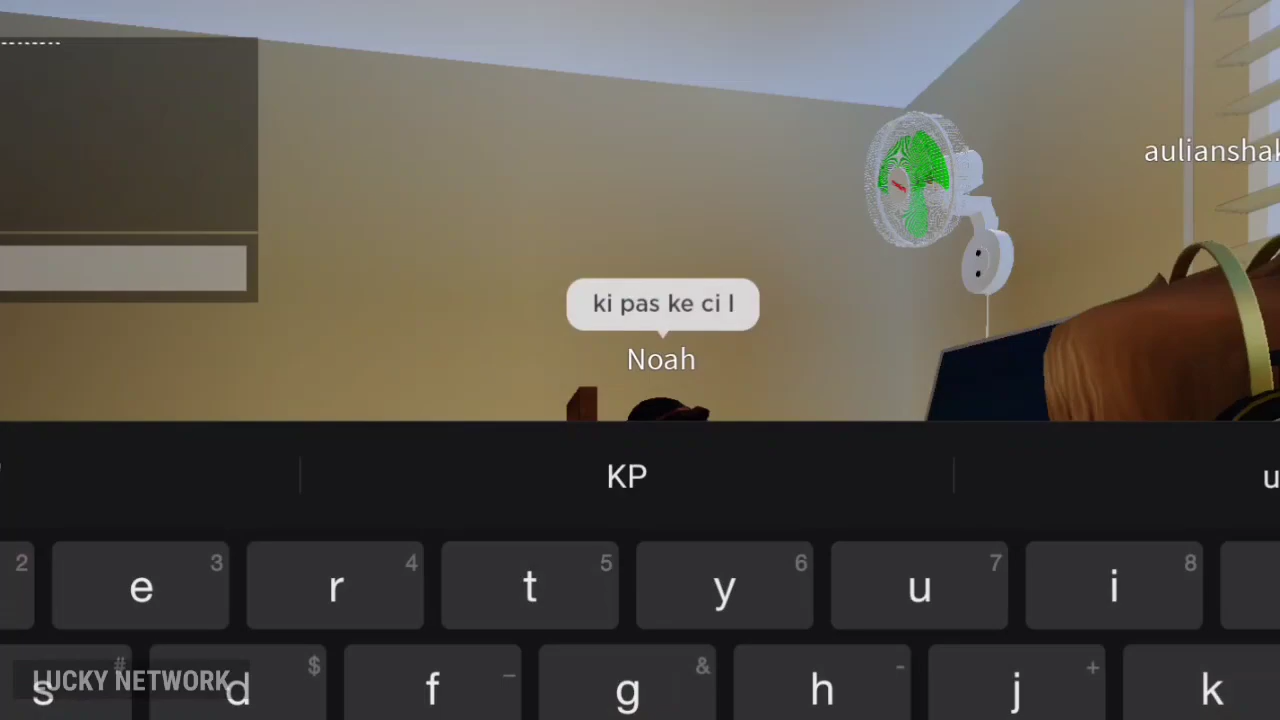 aulianshak
ki pas ke ci l
Noah
KP
u
2
e 3
r 4
t 5
y 6
u 7
i 8
s #
d $
f _
g &
h -
j +
k
LUCKY NETWORK